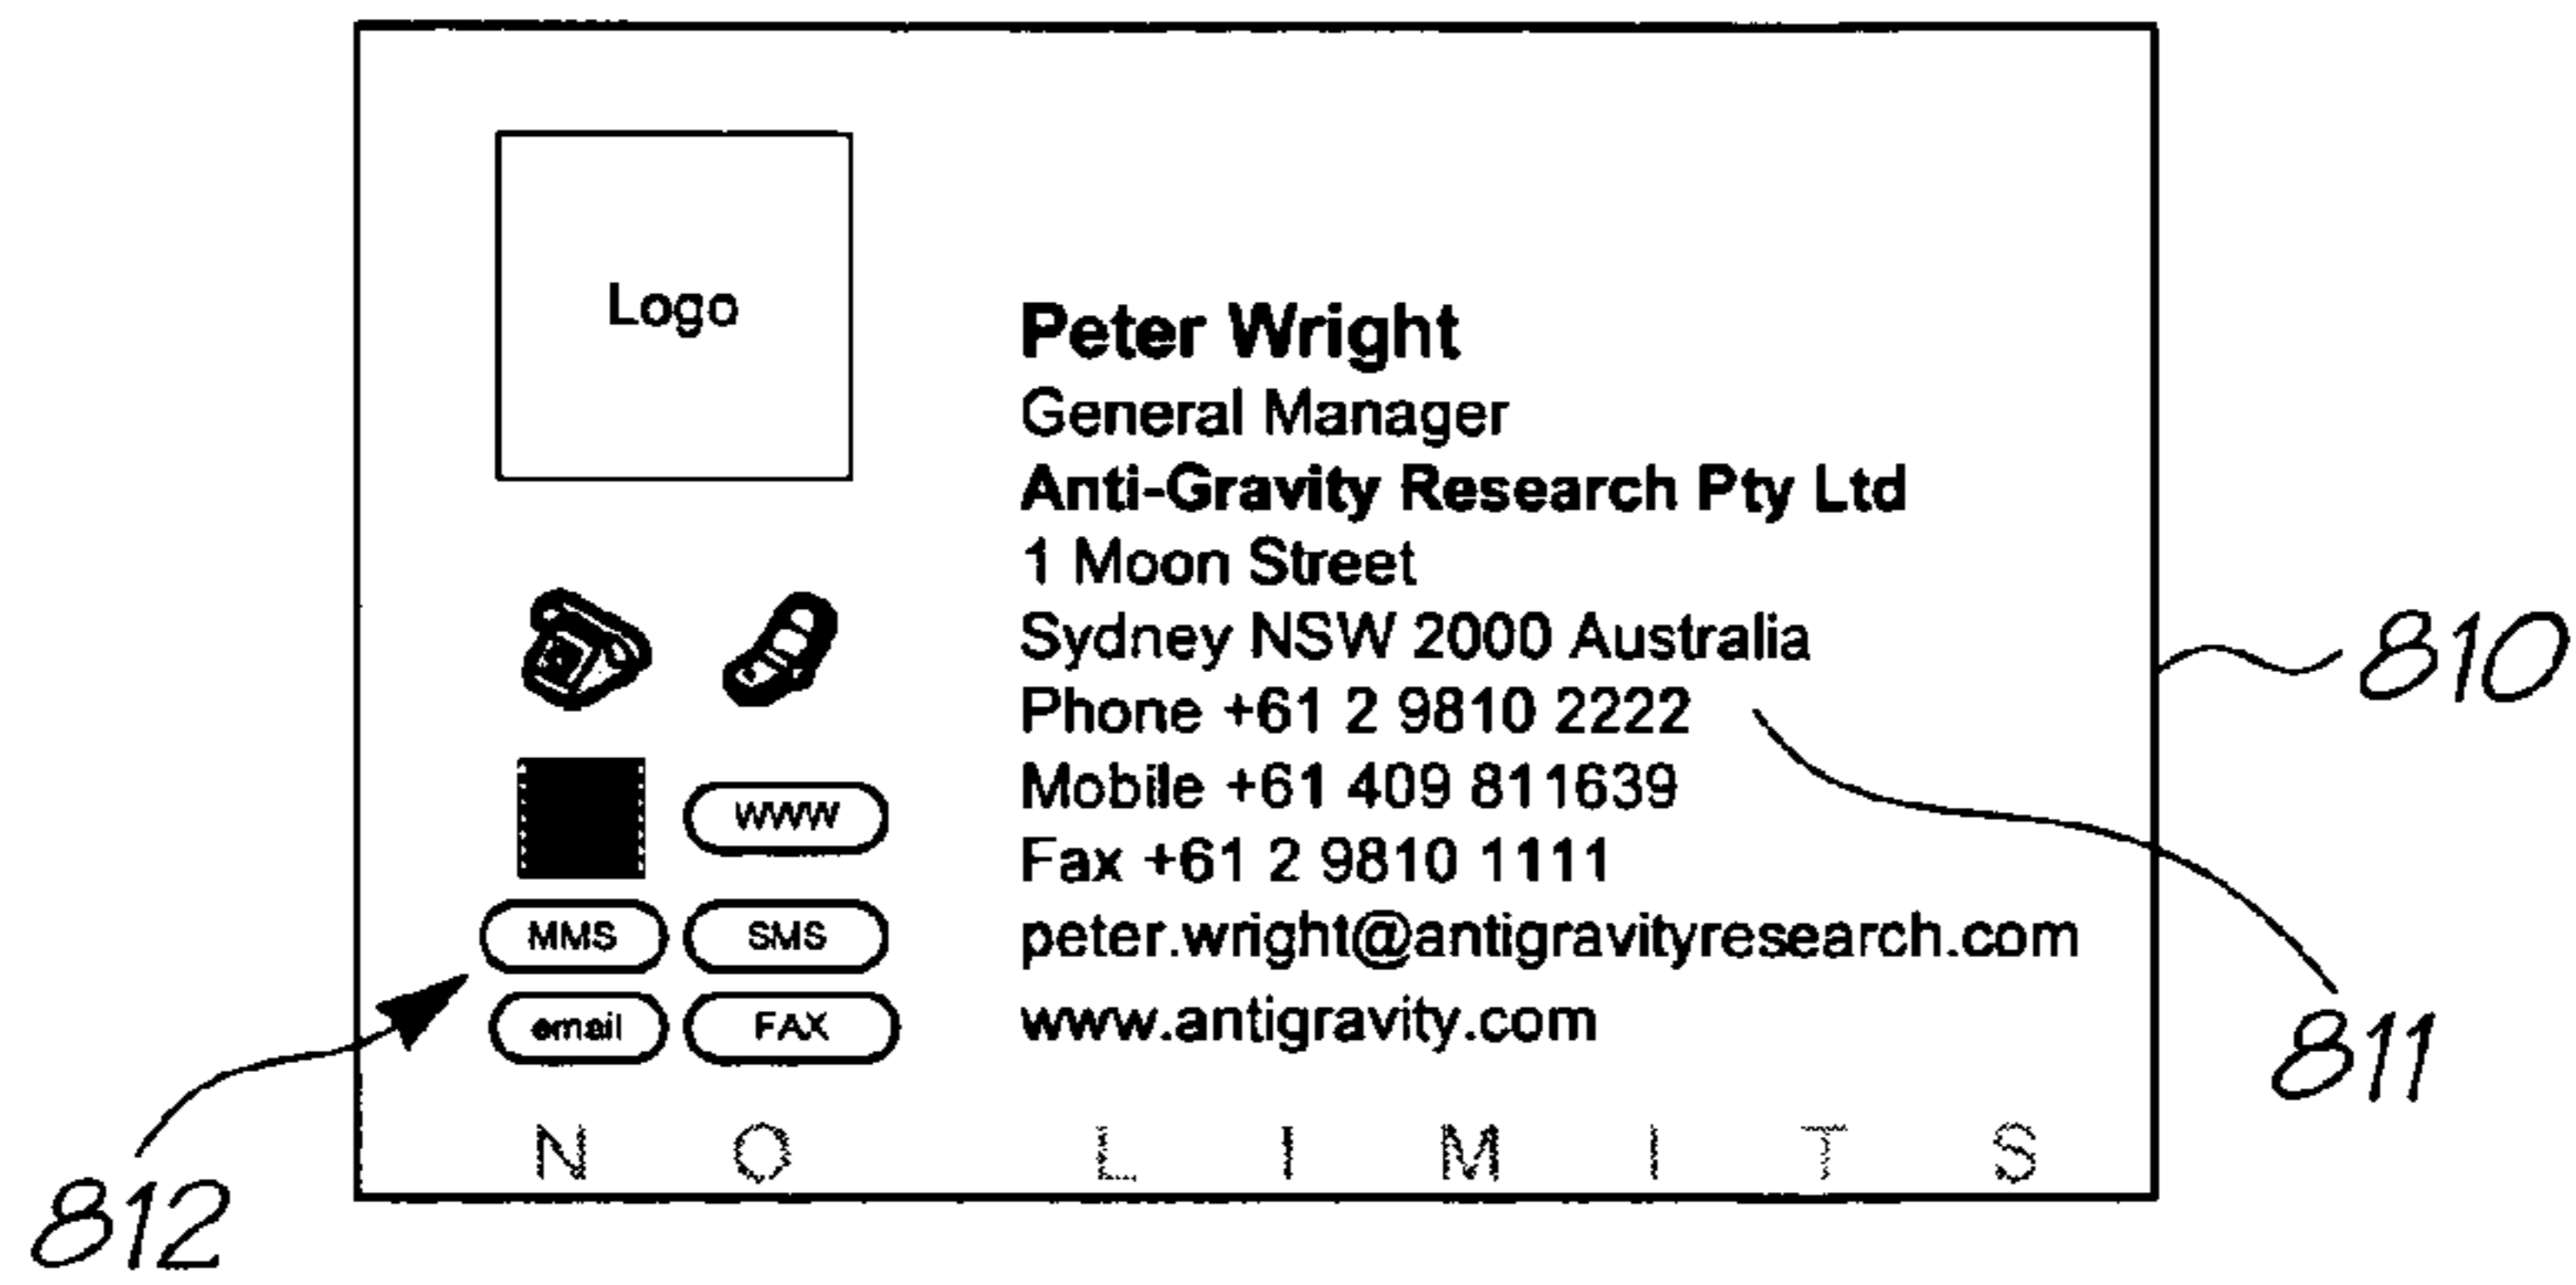 Logo
Peter Wright
General Manager
Anti-Gravity Research Pty Ltd
1 Moon Street
Sydney NSW 2000 Australia
Phone +61 2 9810 2222
Mobile +61 409 811639
Fax +61 2 9810 1111
peter.wright@antigravityresearch.com
www.antigravity.com
WWW
MMS SMS
email FAX
NO LIMITS
810
811
812